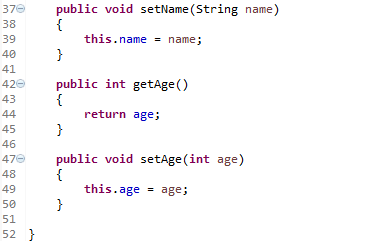 37 public void setName(String name)
38 {
39 this.name = name;
40 }
41
42 public int getAge()
43 {
44 return age;
45 }
46
47 public void setAge(int age)
48 {
49 this.age = age;
50 }
51
52 }